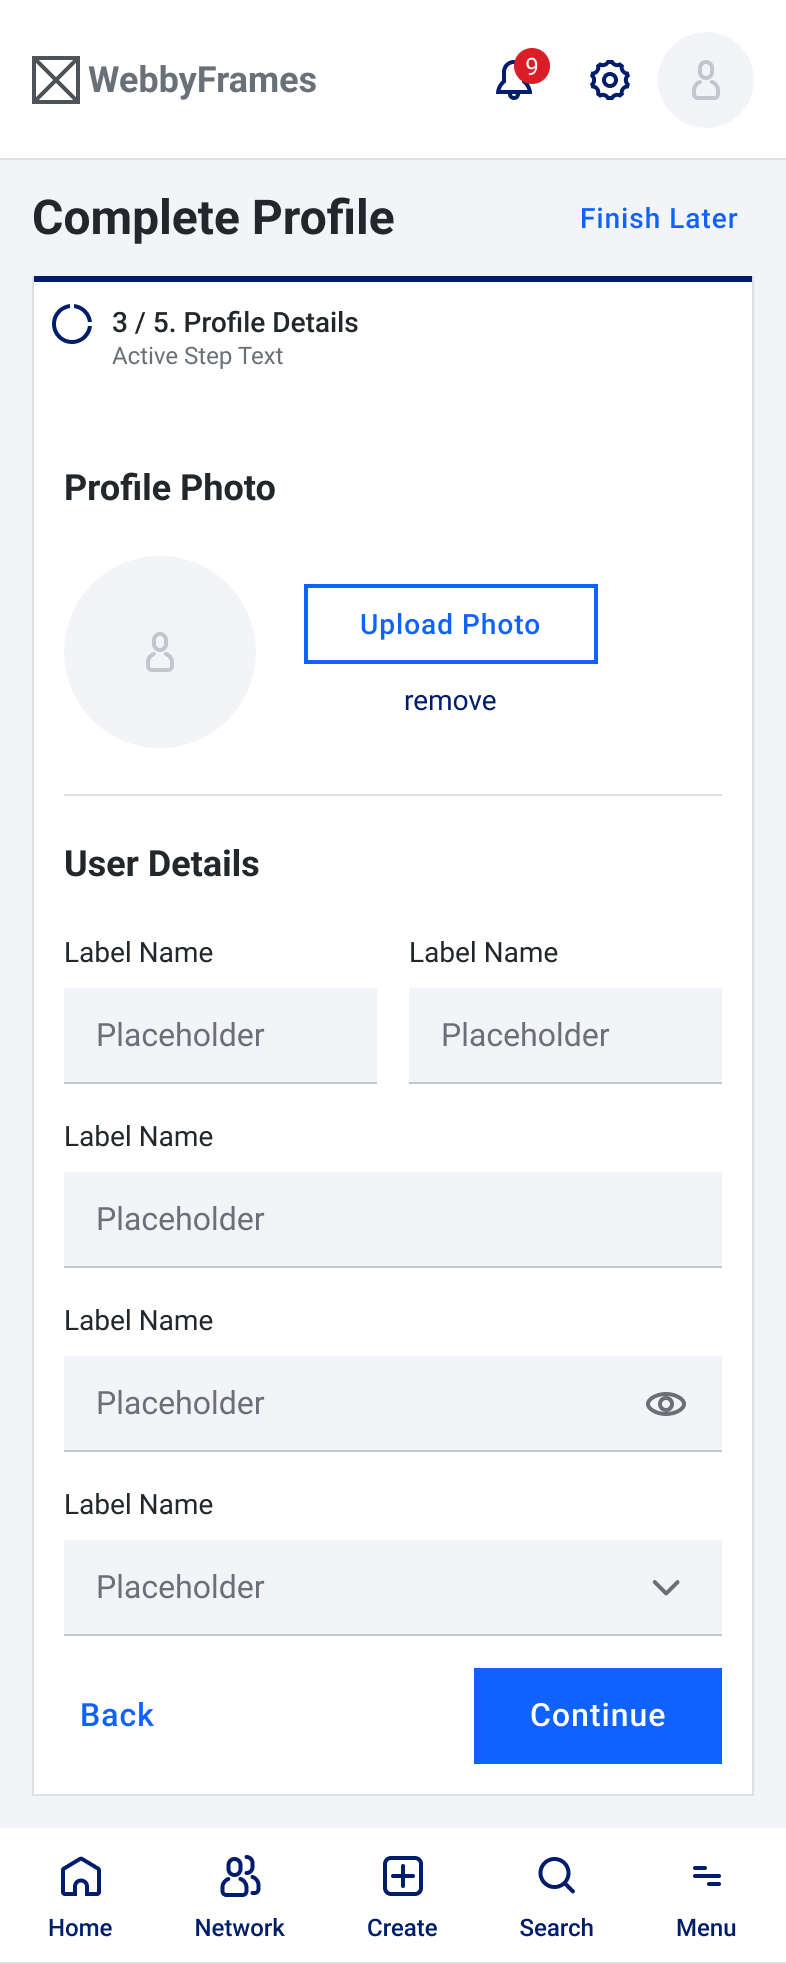 WebbyFrames
9
Complete Profile
Finish Later
3 / 5. Profile Details
Active Step Text
Profile Photo
Upload Photo
remove
User Details
Label Name
Label Name
Placeholder
Placeholder
Label Name
Placeholder
Label Name
Placeholder
Label Name
Placeholder
Back
Continue
Home
Network
Create
Search
Menu